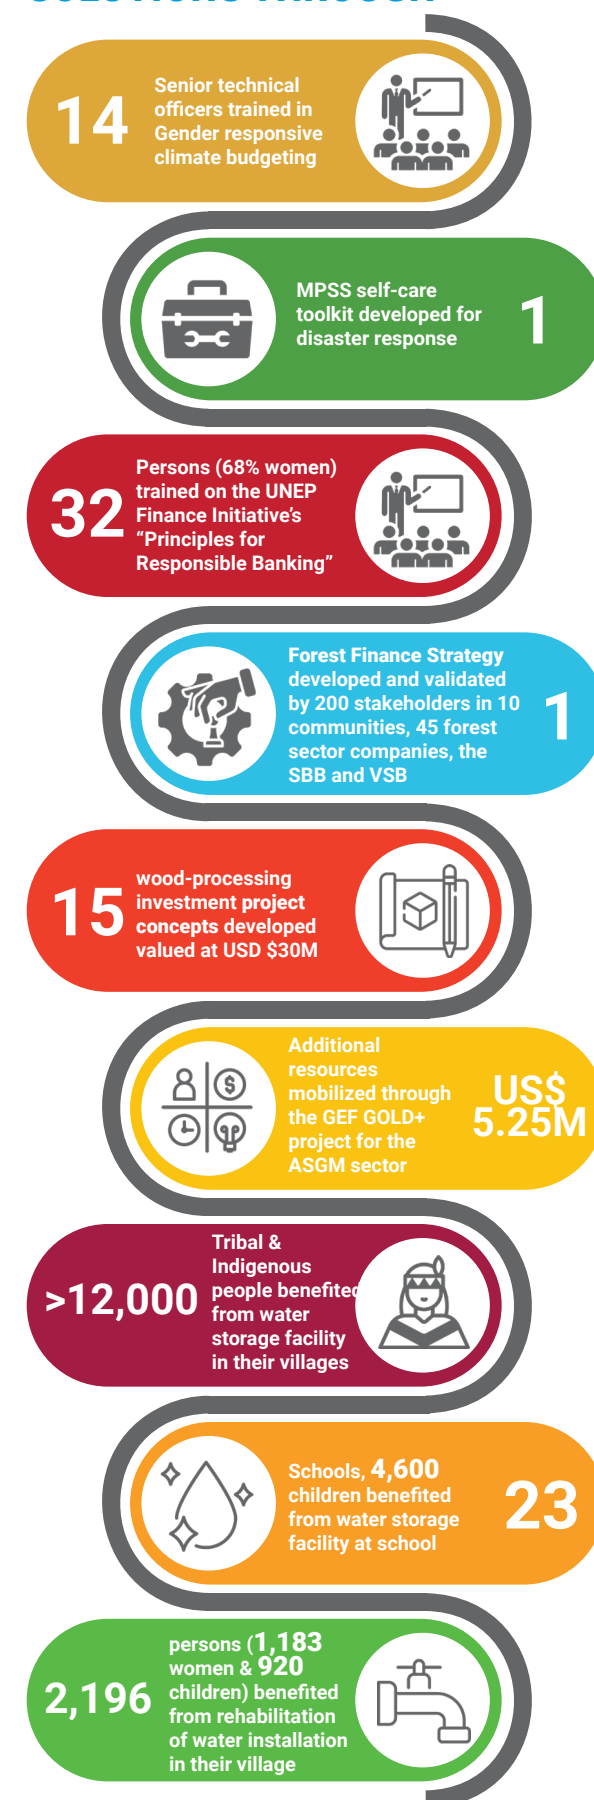 14
Senior technical
officers trained in
Gender responsive
climate budgeting
MPSS self-care
toolkit developed for
disaster response
1
32
Persons (68% women)
trained on the UNEP
Finance Initiative’s
“Principles for
Responsible Banking”
Forest Finance Strategy
developed and validated
by 200 stakeholders in 10
communities, 45 forest
sector companies, the
SBB and VSB
1
15
wood-processing
investment project
concepts developed
valued at USD $30M
Additional
resources
mobilized through
the GEF GOLD+
project for the
ASGM sector
US$
5.25M
>12,000
Tribal &
Indigenous
people benefited
from water
storage facility
in their villages
Schools, 4,600
children benefited
from water storage
facility at school
23
2,196
persons (1,183
women & 920
children) benefited
from rehabilitation
of water installation
in their village